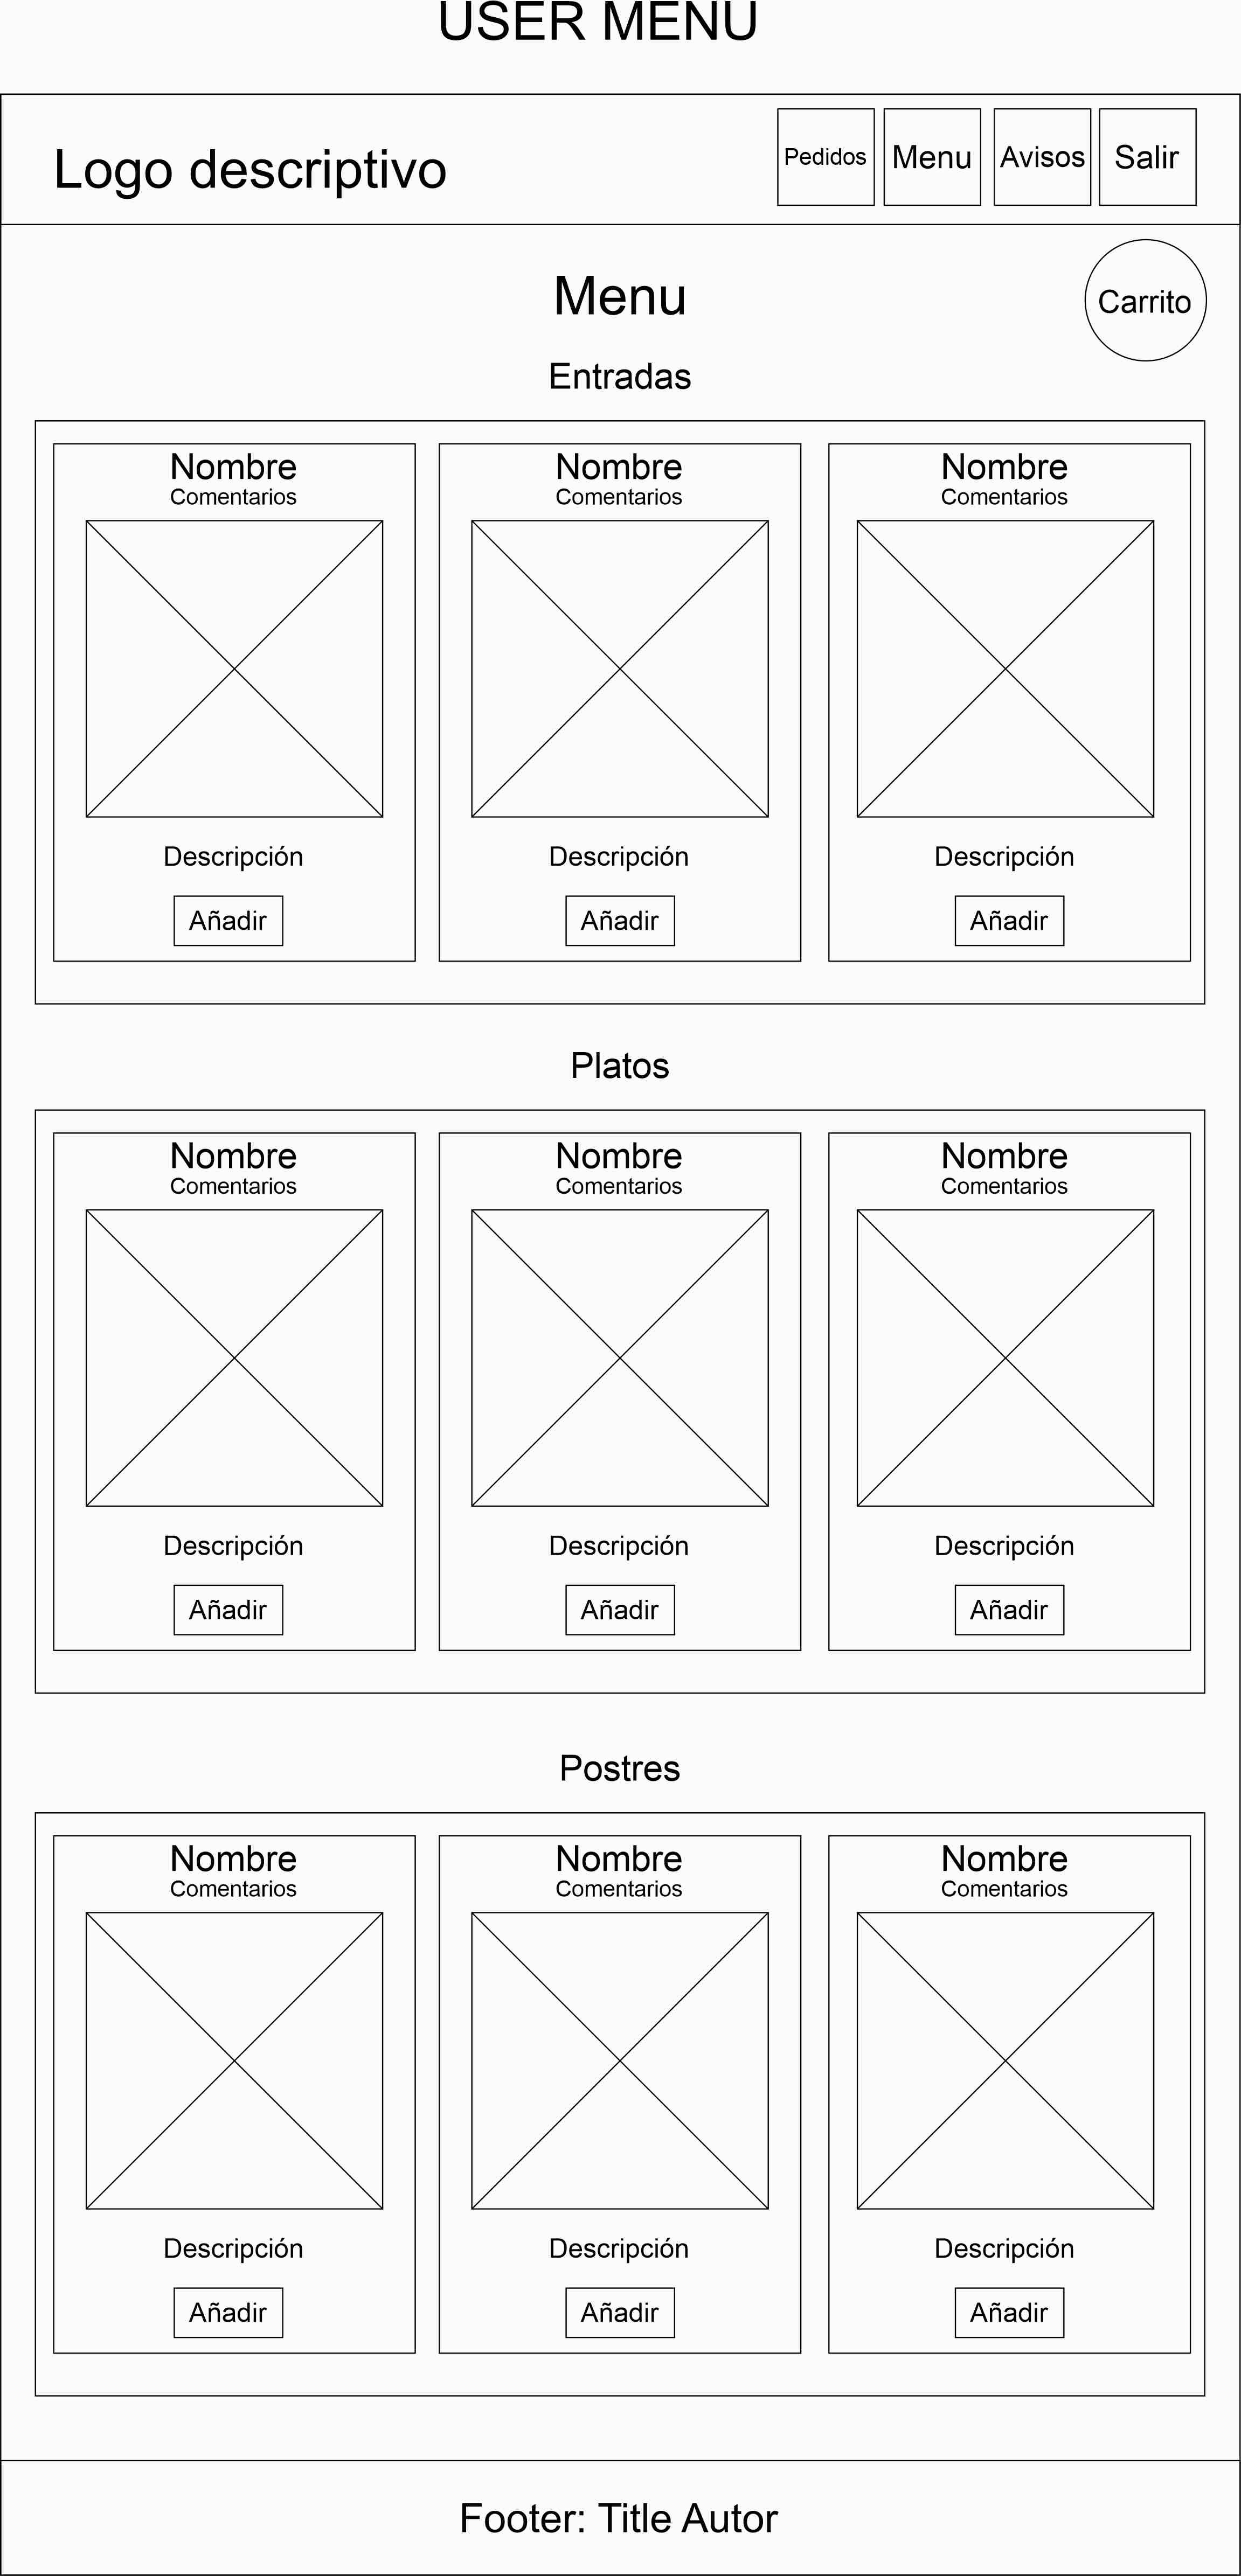 USER MENU
Logo descriptivo
Pedidos Menu Avisos Salir
Menu
Carrito
Entradas
Nombre Nombre Nombre
Comentarios Comentarios Comentarios
Descripción Descripción Descripción
Añadir Añadir Añadir
Platos
Nombre Nombre Nombre
Comentarios Comentarios Comentarios
Descripción Descripción Descripción
Añadir Añadir Añadir
Postres
Nombre Nombre Nombre
Comentarios Comentarios Comentarios
Descripción Descripción Descripción
Añadir Añadir Añadir
Footer: Title Autor